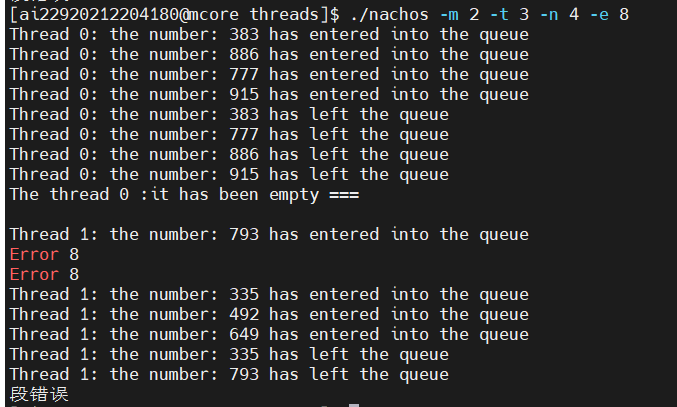 [ai22920212204180@mcore threads]$ ./nachos -m 2 -t 3 -n 4 -e 8
Thread 0: the number: 383 has entered into the queue
Thread 0: the number: 886 has entered into the queue
Thread 0: the number: 777 has entered into the queue
Thread 0: the number: 915 has entered into the queue
Thread 0: the number: 383 has left the queue
Thread 0: the number: 777 has left the queue
Thread 0: the number: 886 has left the queue
Thread 0: the number: 915 has left the queue
The thread 0 :it has been empty ===
Thread 1: the number: 793 has entered into the queue
Error 8
Error 8
Thread 1: the number: 335 has entered into the queue
Thread 1: the number: 492 has entered into the queue
Thread 1: the number: 649 has entered into the queue
Thread 1: the number: 335 has left the queue
Thread 1: the number: 793 has left the queue
段错误